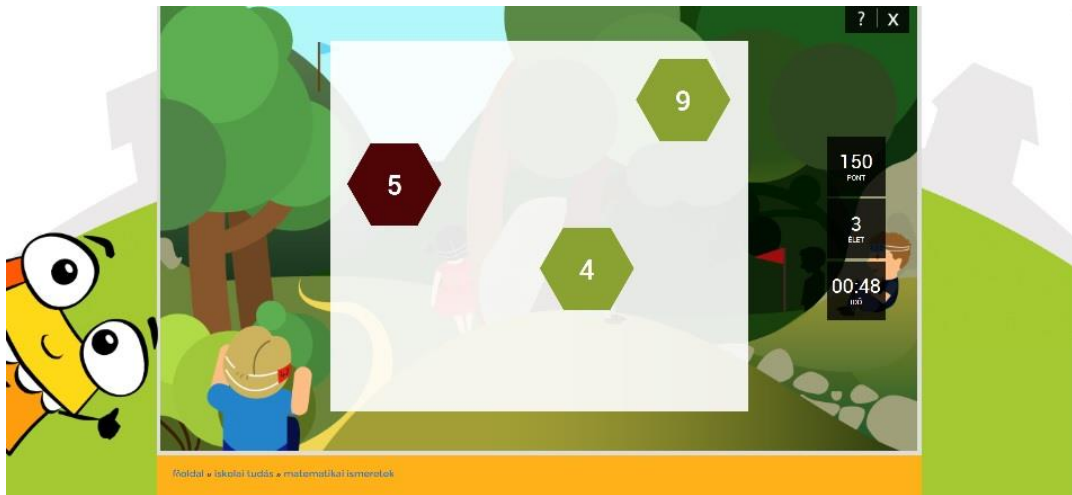 ? | X
9
5
4
150
PONT
3
ÉLET
00:48
IDŐ
főoldal » iskolai tudás » matematikai ismeretek